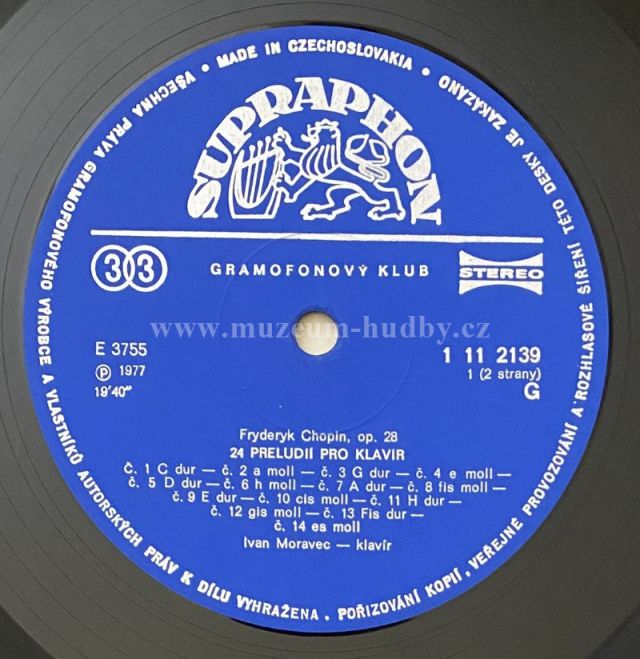 • MADE IN CZECHOSLOVAKIA •
VŠECHNA PRÁVA GRAMOFONOVÉHO VÝROBCE A VLASTNÍKŮ AUTORSKÝCH PRÁV K DÍLU VYHRAŽENA. POŘIZOVÁNÍ KOPIÍ, VEŘEJNÉ PROVOZOVÁNÍ A ROZHLASOVÉ ŠÍŘENÍ TÉTO DESKY JE ZAKÁZÁNO
SUPRAPHON
33
GRAMOFONOVÝ KLUB
STEREO
www.muzeum-hudby.cz
E 3755
1 11 2139
Ⓟ 1977
1 (2 strany)
19'40"
G
Fryderyk Chopin, op. 28
24 PRELUDIÍ PRO KLAVÍR
Č. 1 C dur — č. 2 a moll — č. 3 G dur — č. 4 e moll —
č. 5 D dur — č. 6 h moll — č. 7 A dur — č. 8 fis moll —
č. 9 E dur — č. 10 cis moll — č. 11 H dur —
č. 12 gis moll — č. 13 Fis dur —
č. 14 es moll
Ivan Moravec — klavír